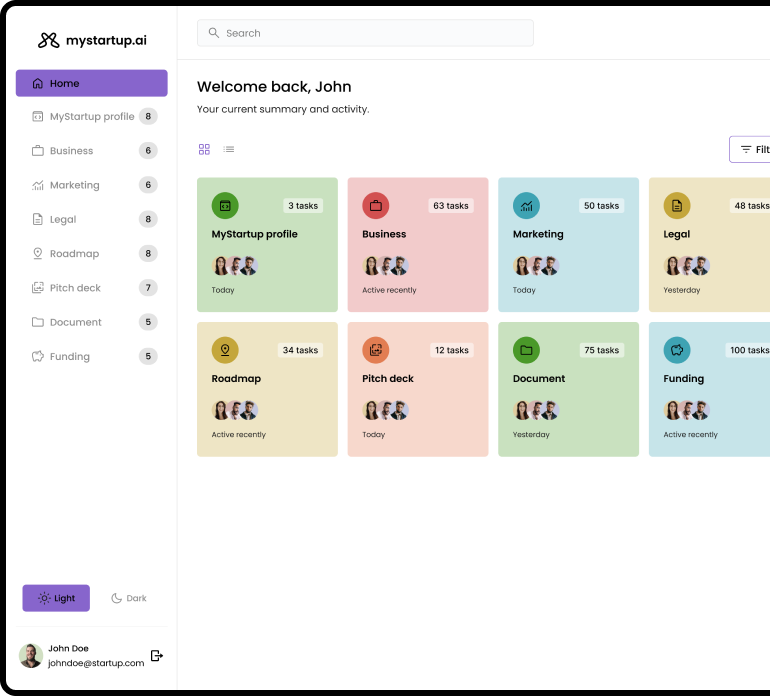 mystartup.ai
Search
Home
MyStartup profile 8
Business 6
Marketing 6
Legal 8
Roadmap 8
Pitch deck 7
Document 5
Funding 5
Light
Dark
John Doe
johndoe@startup.com
Welcome back, John
Your current summary and activity.
Filt
3 tasks
MyStartup profile
Today
63 tasks
Business
Active recently
50 tasks
Marketing
Today
48 tasks
Legal
Yesterday
34 tasks
Roadmap
Active recently
12 tasks
Pitch deck
Today
75 tasks
Document
Yesterday
100 tasks
Funding
Active recently